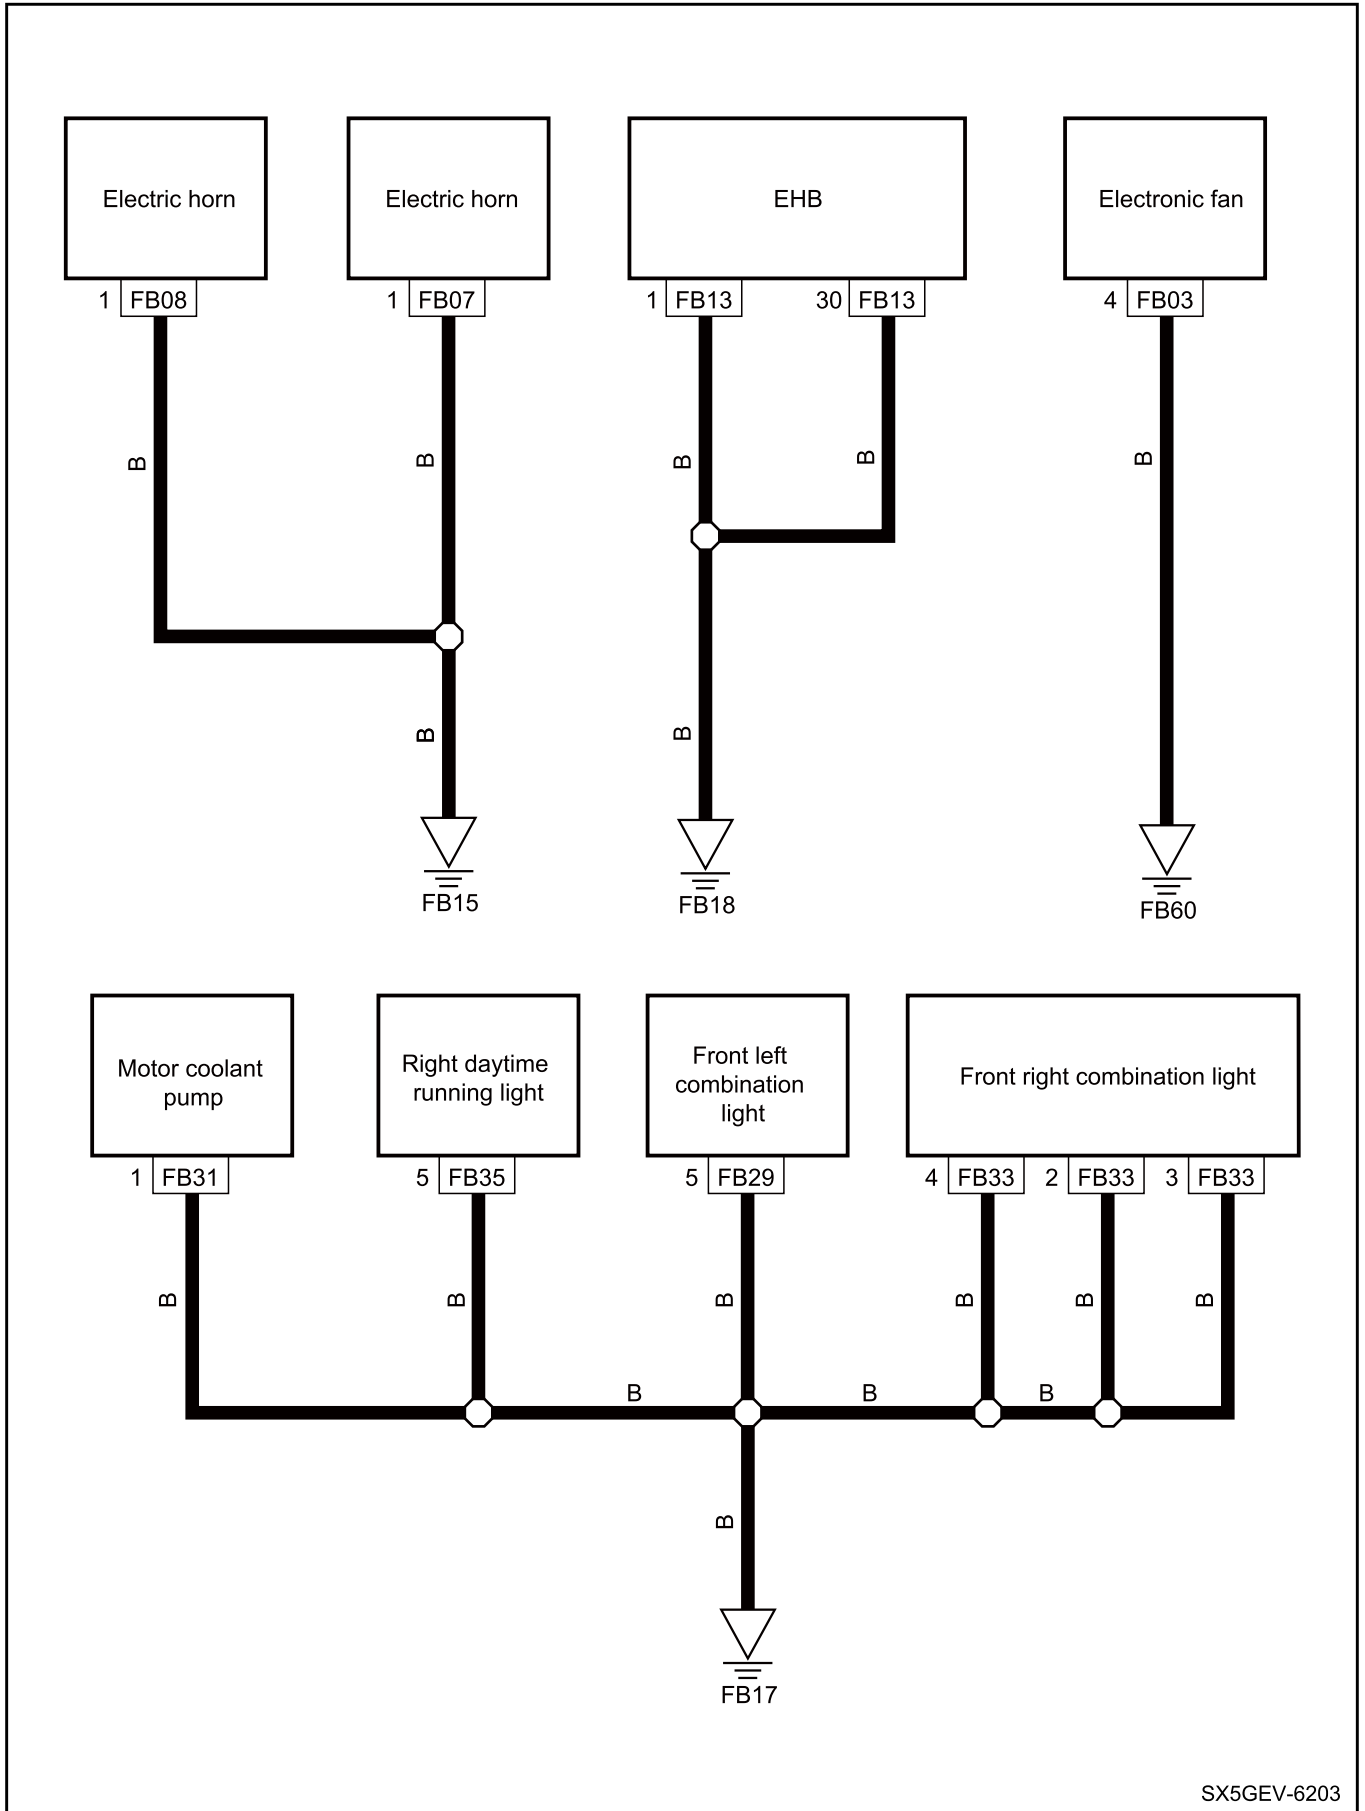 Electric horn
Electric horn
EHB
Electronic fan
1 FB08
1 FB07
1 FB13
30 FB13
4 FB03
B
B
B
B
B
B
B
FB15
FB18
FB60
Motor coolant
pump
Right daytime
running light
Front left
combination
light
Front right combination light
1 FB31
5 FB35
5 FB29
4 FB33
2 FB33
3 FB33
B
B
B
B
B
B
B
B
B
B
FB17
SX5GEV-6203